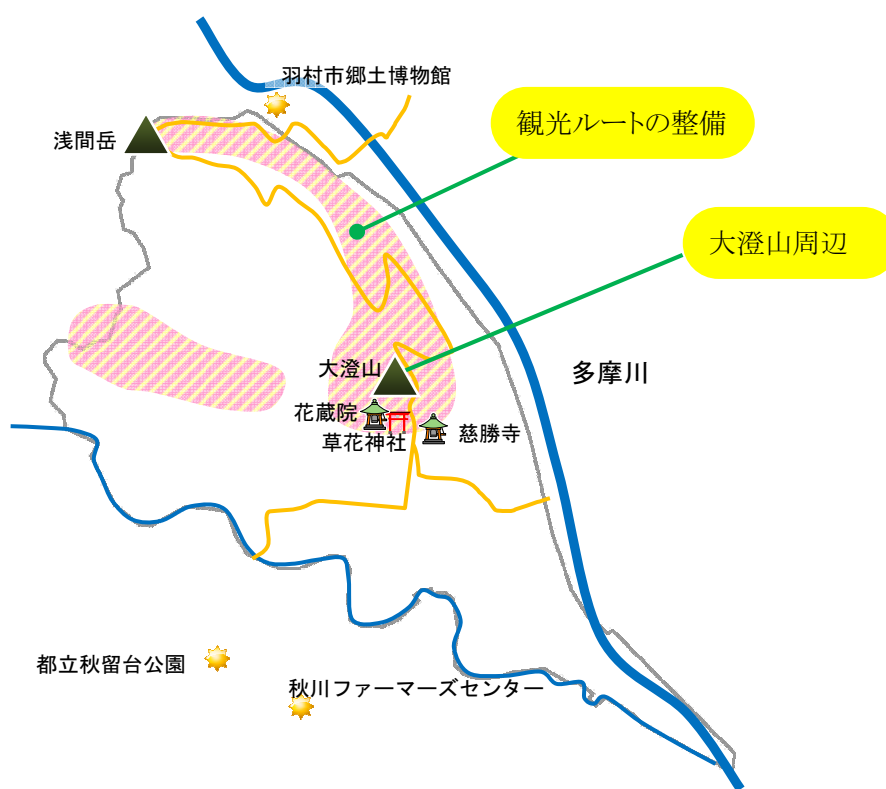 羽村市郷土博物館
観光ルートの整備
浅間岳
大澄山周辺
大澄山
多摩川
花蔵院
草花神社
慈勝寺
都立秋留台公園
秋川ファーマーズセンター